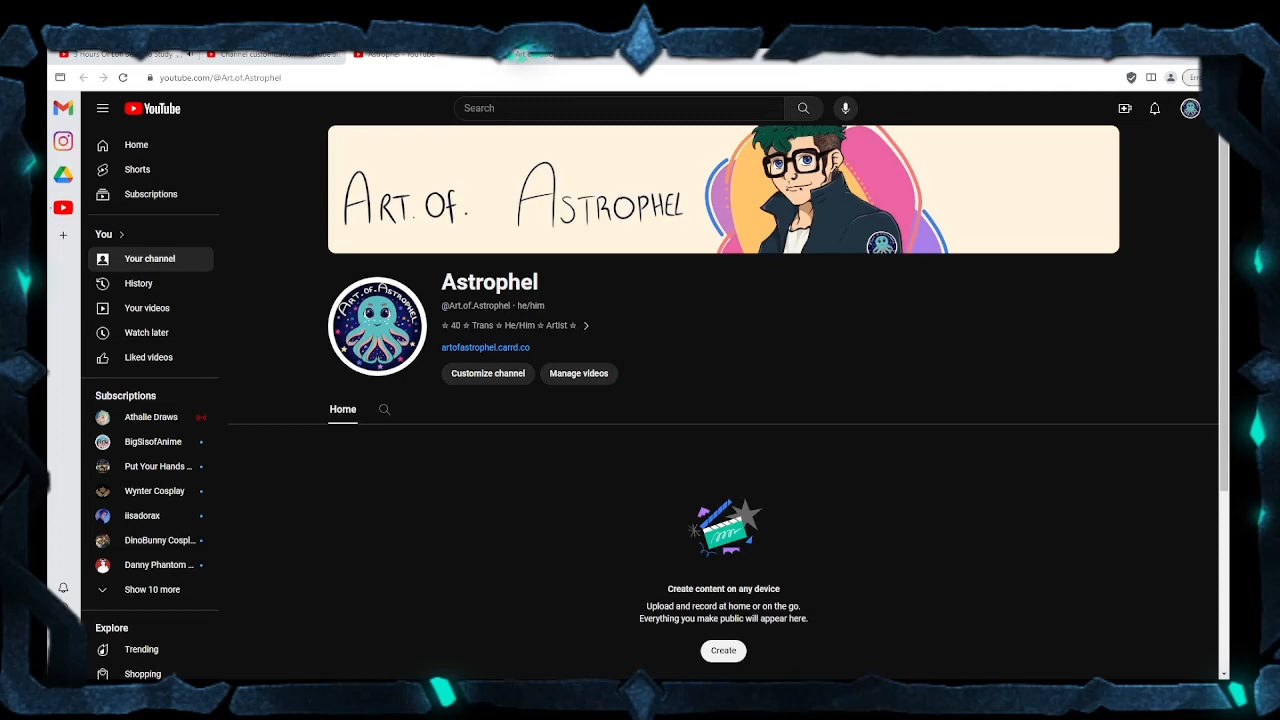 youtube.com/@Art.of.Astrophel
YouTube
Search
Home
Shorts
Subscriptions
You
Your channel
History
Your videos
Watch later
Liked videos
Subscriptions
Athalie Draws
BigSisofAnime
Put Your Hands ...
Wynter Cosplay
iisadorax
DinoBunny Cospl...
Danny Phantom ...
Show 10 more
Explore
Trending
Shopping
ART. OF. ASTROPHEL
ART.OF.ASTROPHEL
Astrophel
@Art.of.Astrophel · he/him
☆ 40 ☆ Trans ☆ He/Him ☆ Artist ☆
artofastrophel.carrd.co
Customize channel
Manage videos
Home
Create content on any device
Upload and record at home or on the go.
Everything you make public will appear here.
Create